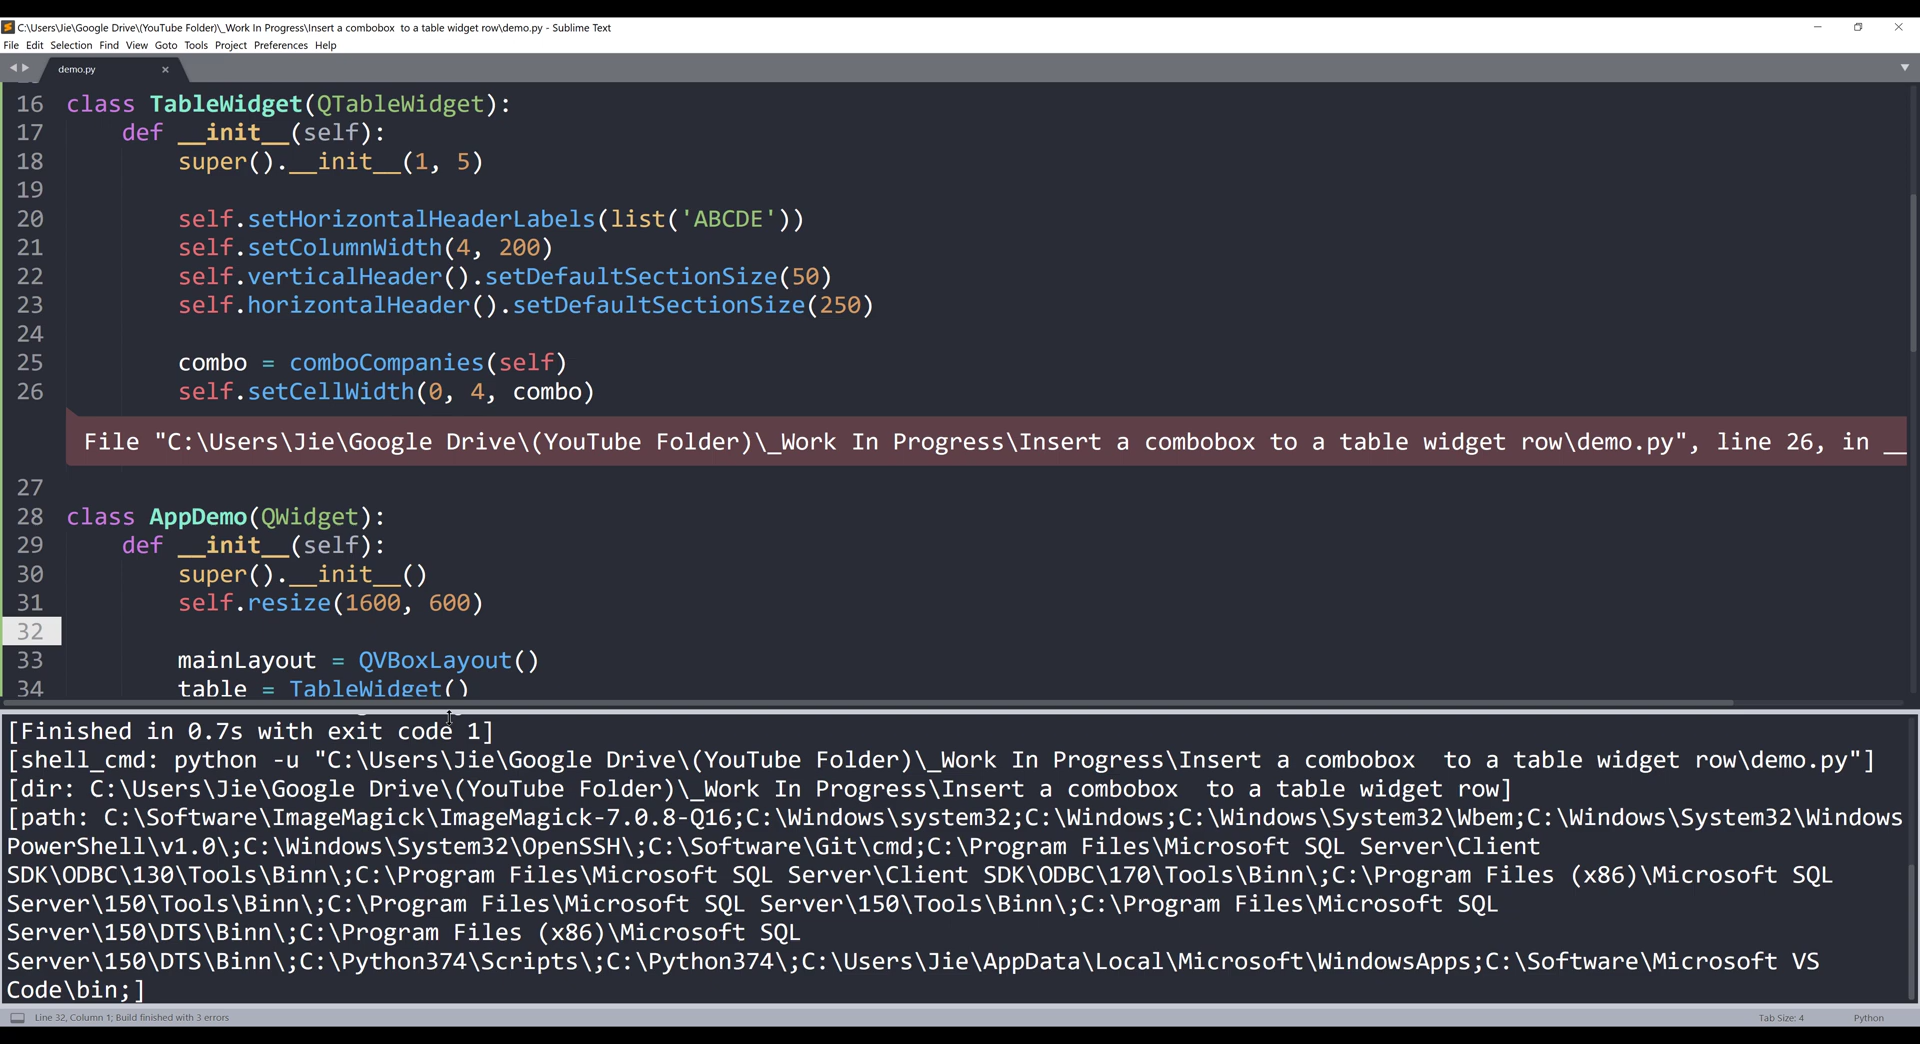 C:\Users\Jie\Google Drive\(YouTube Folder)\_Work In Progress\Insert a combobox  to a table widget row\demo.py - Sublime Text
File Edit Selection Find View Goto Tools Project Preferences Help
demo.py
16 class TableWidget(QTableWidget):
17     def __init__(self):
18         super().__init__(1, 5)
19
20         self.setHorizontalHeaderLabels(list('ABCDE'))
21         self.setColumnWidth(4, 200)
22         self.verticalHeader().setDefaultSectionSize(50)
23         self.horizontalHeader().setDefaultSectionSize(250)
24
25         combo = comboCompanies(self)
26         self.setCellWidth(0, 4, combo)
File "C:\Users\Jie\Google Drive\(YouTube Folder)\_Work In Progress\Insert a combobox to a table widget row\demo.py", line 26, in __
27
28 class AppDemo(QWidget):
29     def __init__(self):
30         super().__init__()
31         self.resize(1600, 600)
32
33         mainLayout = QVBoxLayout()
34         table = TableWidget()
[Finished in 0.7s with exit code 1]
[shell_cmd: python -u "C:\Users\Jie\Google Drive\(YouTube Folder)\_Work In Progress\Insert a combobox  to a table widget row\demo.py"]
[dir: C:\Users\Jie\Google Drive\(YouTube Folder)\_Work In Progress\Insert a combobox  to a table widget row]
[path: C:\Software\ImageMagick\ImageMagick-7.0.8-Q16;C:\Windows\system32;C:\Windows;C:\Windows\System32\Wbem;C:\Windows\System32\Windows
PowerShell\v1.0\;C:\Windows\System32\OpenSSH\;C:\Software\Git\cmd;C:\Program Files\Microsoft SQL Server\Client
SDK\ODBC\130\Tools\Binn\;C:\Program Files\Microsoft SQL Server\Client SDK\ODBC\170\Tools\Binn\;C:\Program Files (x86)\Microsoft SQL
Server\150\Tools\Binn\;C:\Program Files\Microsoft SQL Server\150\Tools\Binn\;C:\Program Files\Microsoft SQL
Server\150\DTS\Binn\;C:\Program Files (x86)\Microsoft SQL
Server\150\DTS\Binn\;C:\Python374\Scripts\;C:\Python374\;C:\Users\Jie\AppData\Local\Microsoft\WindowsApps;C:\Software\Microsoft VS
Code\bin;]
Line 32, Column 1; Build finished with 3 errors
Tab Size: 4
Python